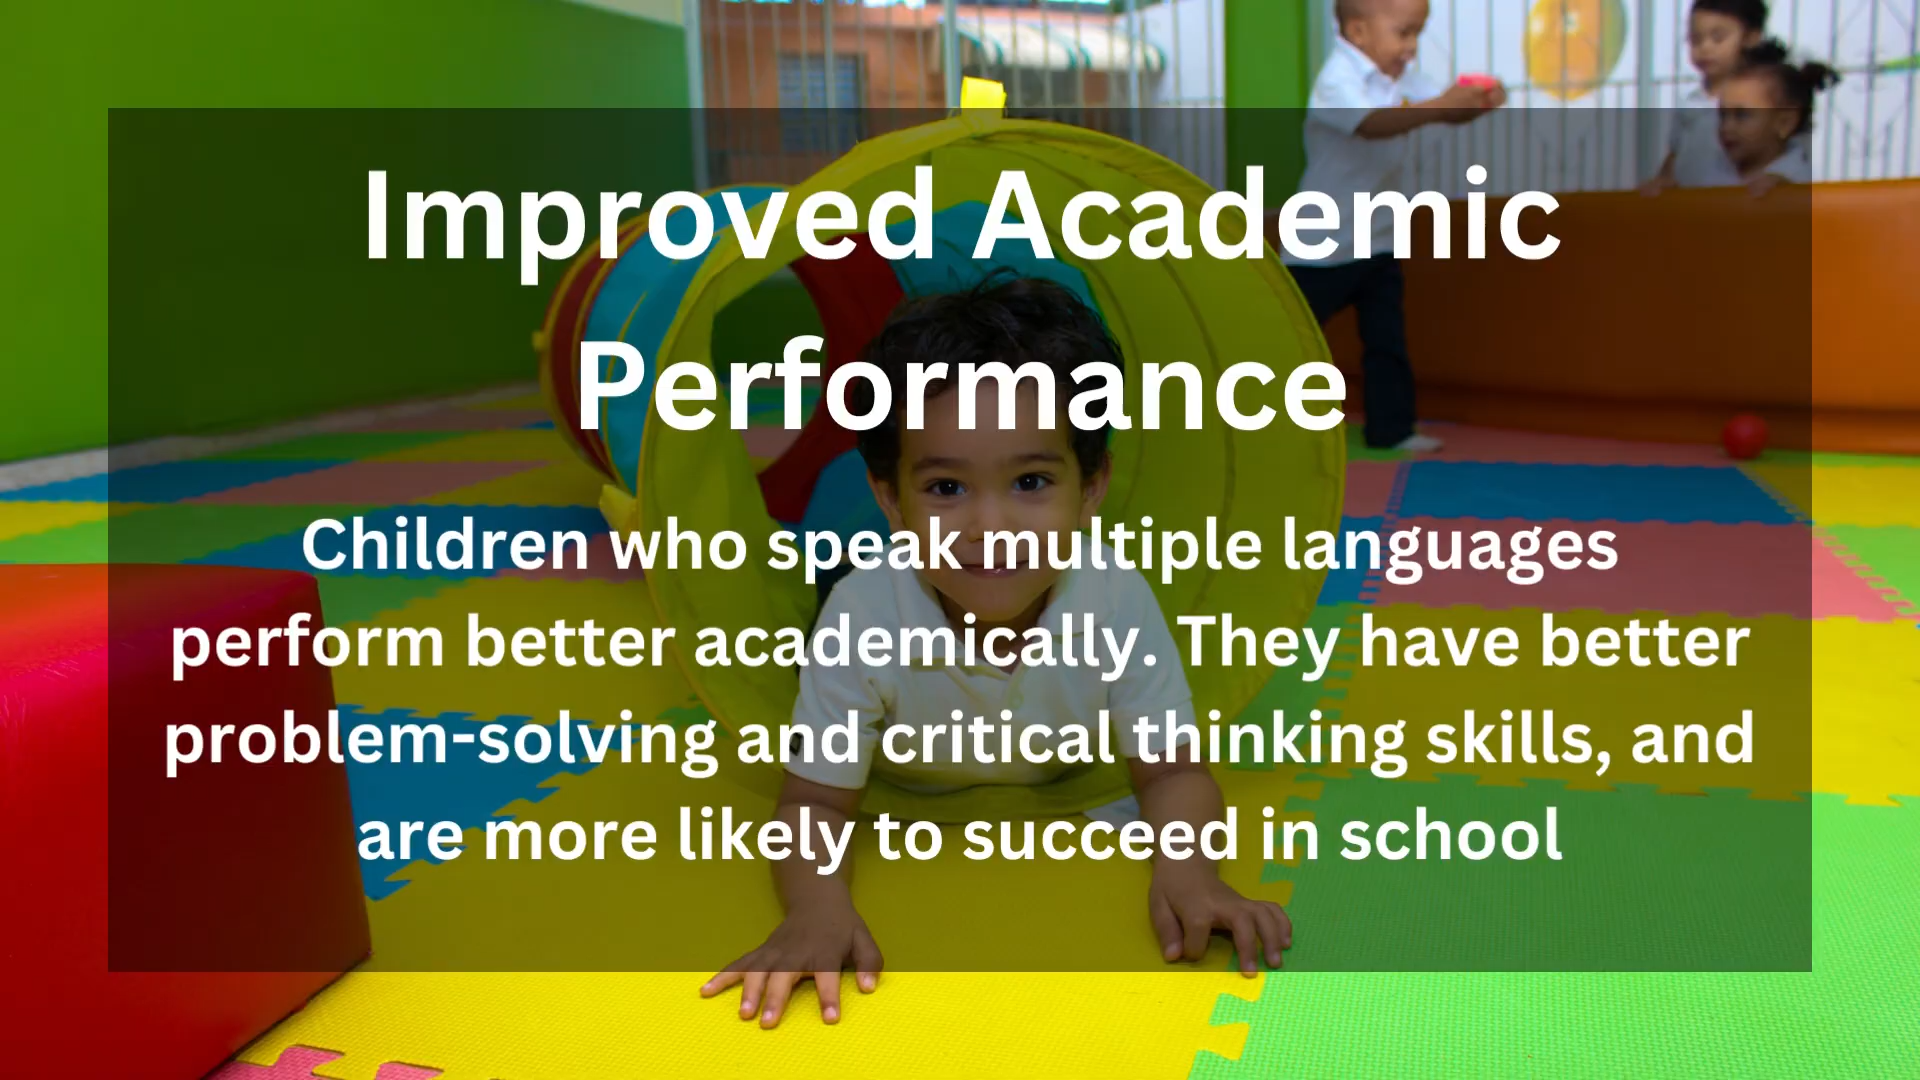 Improved Academic
Performance
Children who speak multiple languages
perform better academically. They have better
problem-solving and critical thinking skills, and
are more likely to succeed in school